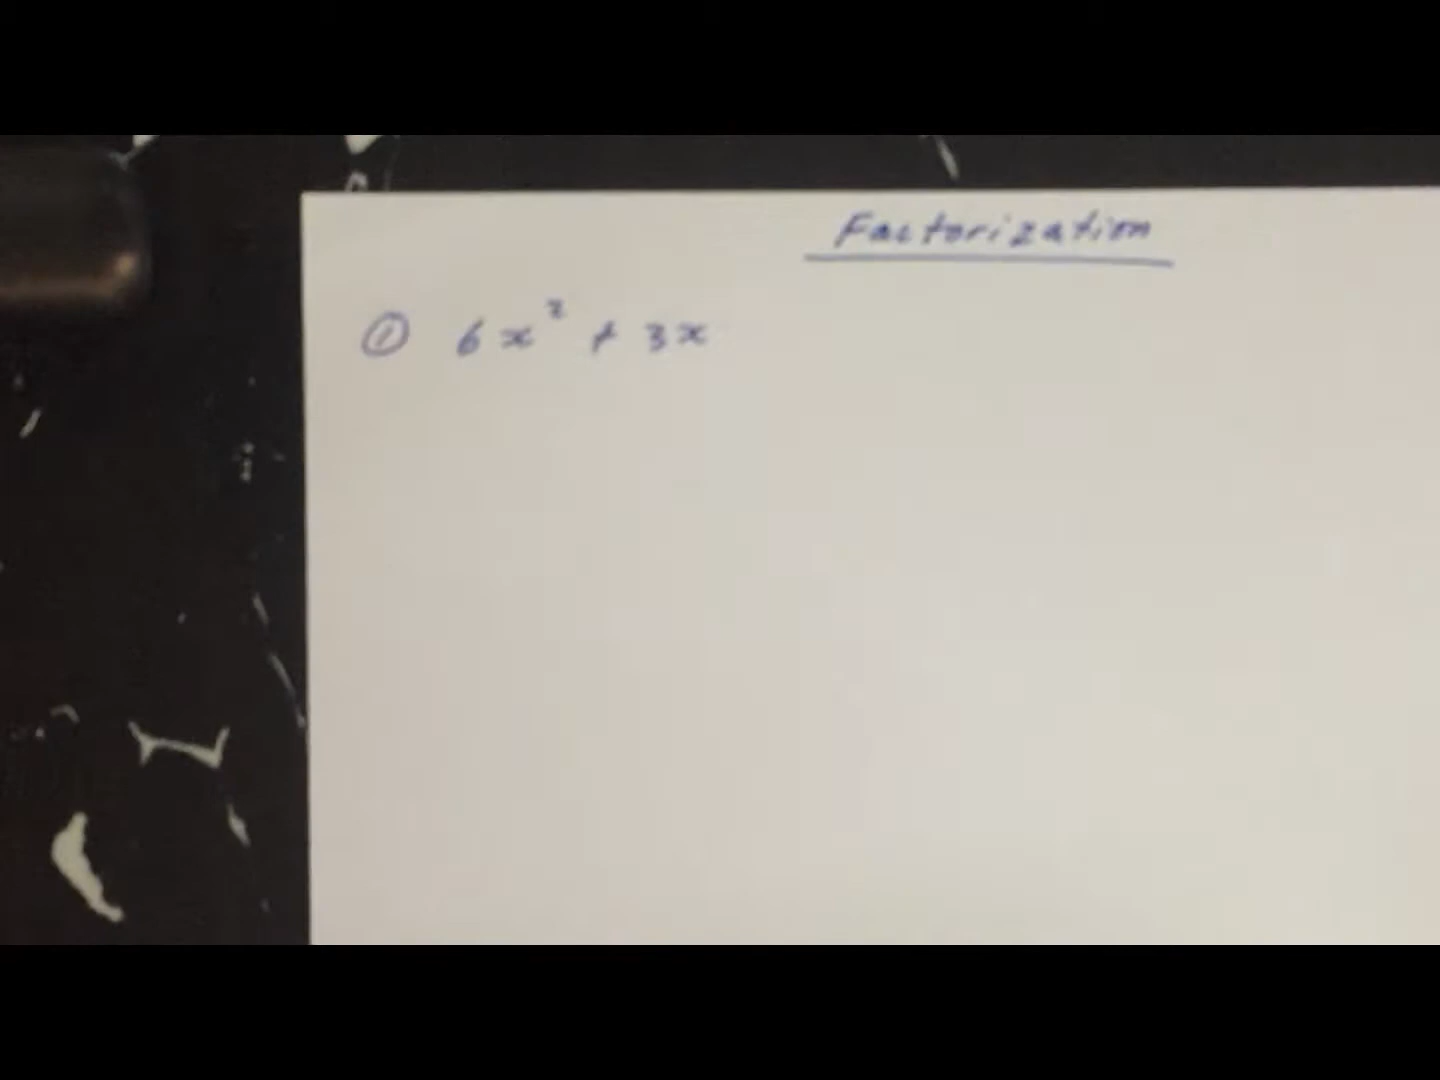 Factorization
① 6x² + 3x